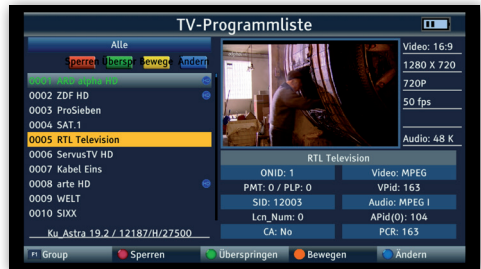 TV-Programmliste
Alle
Sperren Überspr Bewege Ändern
0001 ARD alpha HD
0002 ZDF HD
0003 ProSieben
0004 SAT.1
0005 RTL Television
0006 ServusTV HD
0007 Kabel Eins
0008 arte HD
0009 WELT
0010 SIXX
Ku_Astra 19.2 / 12187/H/27500
Video: 16:9
1280 X 720
720P
50 fps
Audio: 48 K
RTL Television
ONID: 1 Video: MPEG
PMT: 0 / PLP: 0 VPid: 163
SID: 12003 Audio: MPEG I
Lcn_Num: 0 APid(0): 104
CA: No PCR: 163
F1 Group Sperren Überspringen Bewegen Ändern